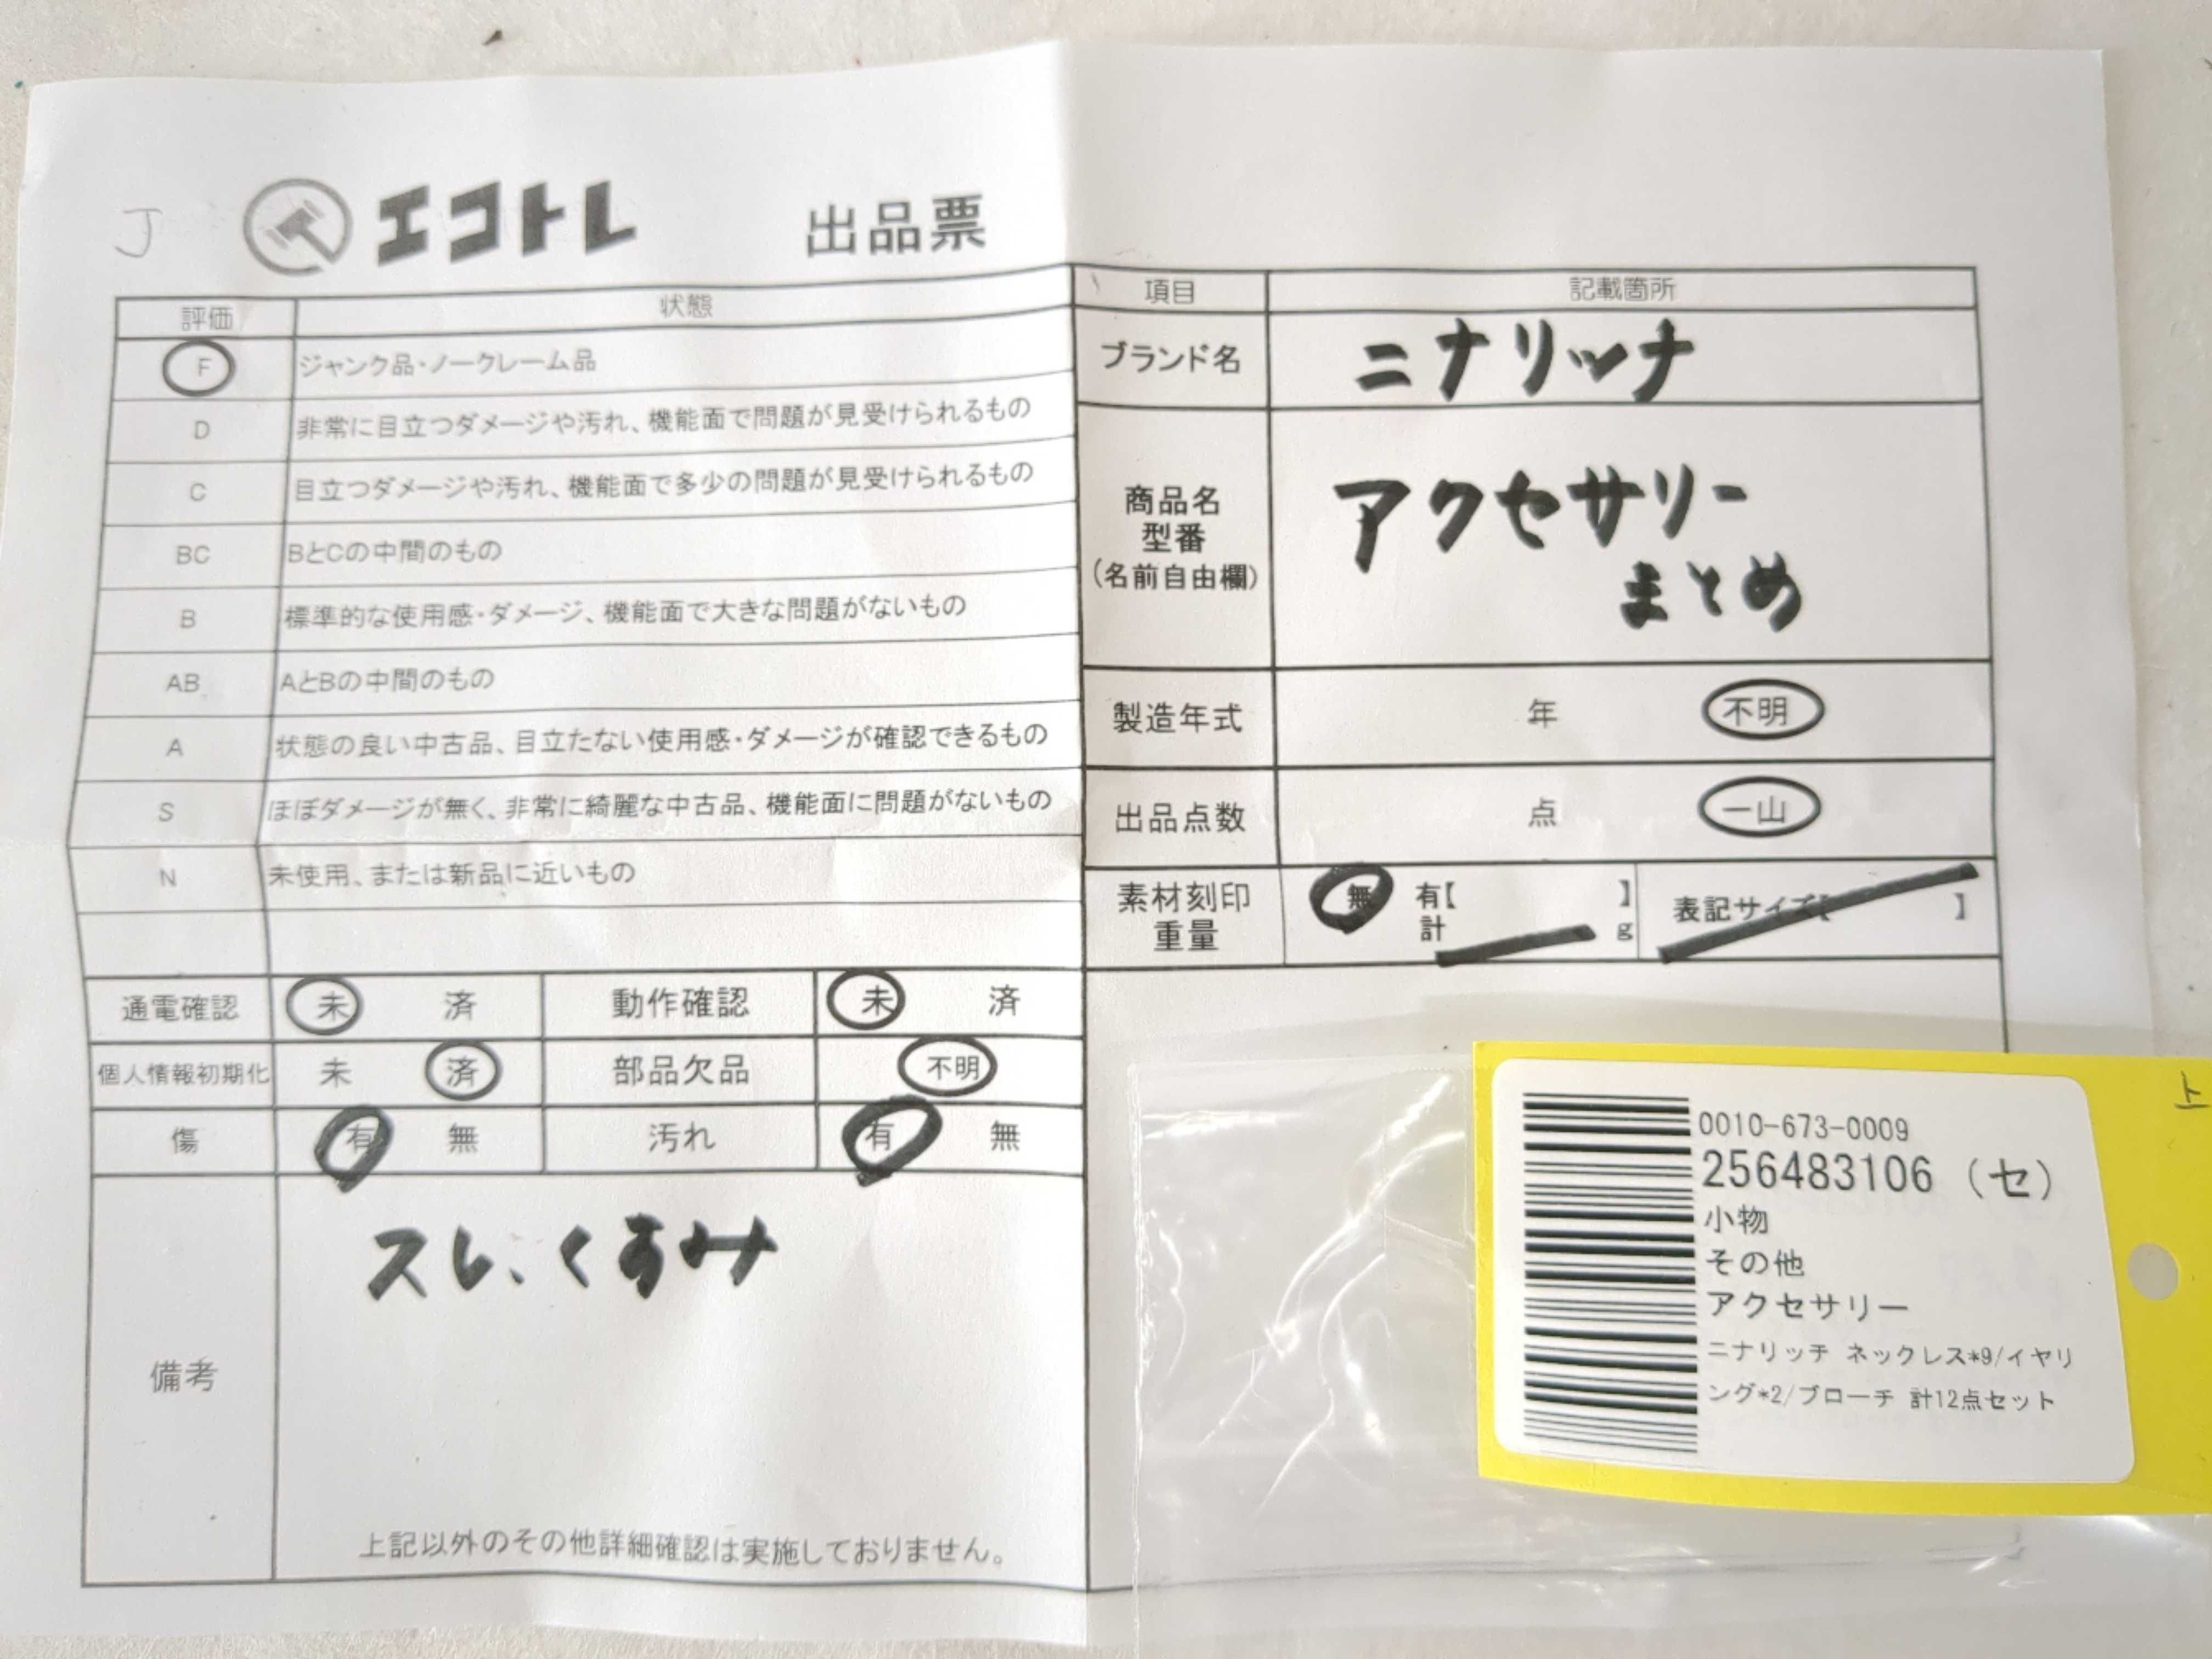 J
エコトレ 出品票
評価 状態
F ジャンク品・ノークレーム品
D 非常に目立つダメージや汚れ、機能面で問題が見受けられるもの
C 目立つダメージや汚れ、機能面で多少の問題が見受けられるもの
BC BとCの中間のもの
B 標準的な使用感・ダメージ、機能面で大きな問題がないもの
AB AとBの中間のもの
A 状態の良い中古品、目立たない使用感・ダメージが確認できるもの
S ほぼダメージが無く、非常に綺麗な中古品、機能面に問題がないもの
N 未使用、または新品に近いもの
通電確認 未 済 動作確認 未 済
個人情報初期化 未 済 部品欠品 不明
傷 有 無 汚れ 有 無
備考
スレ、くすみ
上記以外のその他詳細確認は実施しておりません。
項目 記載箇所
ブランド名 ニナリッチ
商品名
型番
(名前自由欄)
アクセサリー
まとめ
製造年式 年 不明
出品点数 点 一山
素材刻印
重量
無 有【 】
計 g
表記サイズ【 】
0010-673-0009
256483106 (セ)
小物
その他
アクセサリー
ニナリッチ ネックレス*9/イヤリ
ング*2/ブローチ 計12点セット